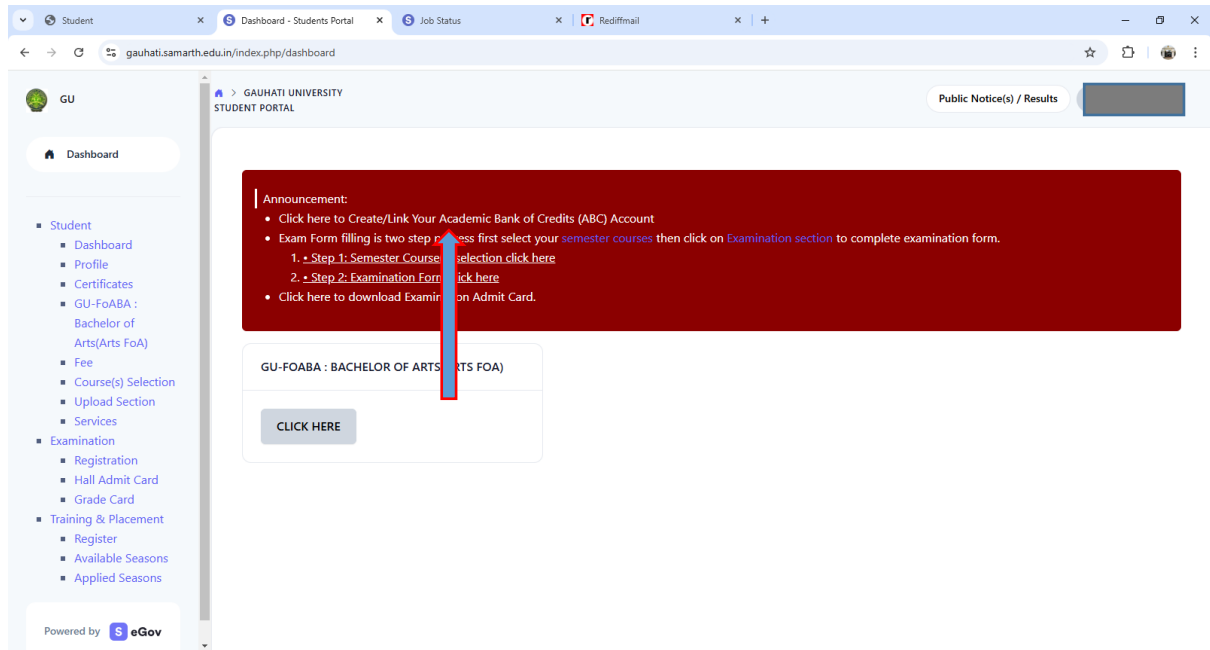 Student
Dashboard - Students Portal
Job Status
Rediffmail
gauhati.samarth.edu.in/index.php/dashboard
GU
> GAUHATI UNIVERSITY
STUDENT PORTAL
Public Notice(s) / Results
Dashboard
Student
Dashboard
Profile
Certificates
GU-FoABA :
Bachelor of
Arts(Arts FoA)
Fee
Course(s) Selection
Upload Section
Services
Examination
Registration
Hall Admit Card
Grade Card
Training & Placement
Register
Available Seasons
Applied Seasons
Powered by S eGov
Announcement:
• Click here to Create/Link Your Academic Bank of Credits (ABC) Account
• Exam Form filling is two step first select your semester courses then click on Examination section to complete examination form.
1. • Step 1: Semester selection click here
2. • Step 2: Examination here
• Click here to download Admit Card.
GU-FOABA : BACHELOR OF FOA)
CLICK HERE